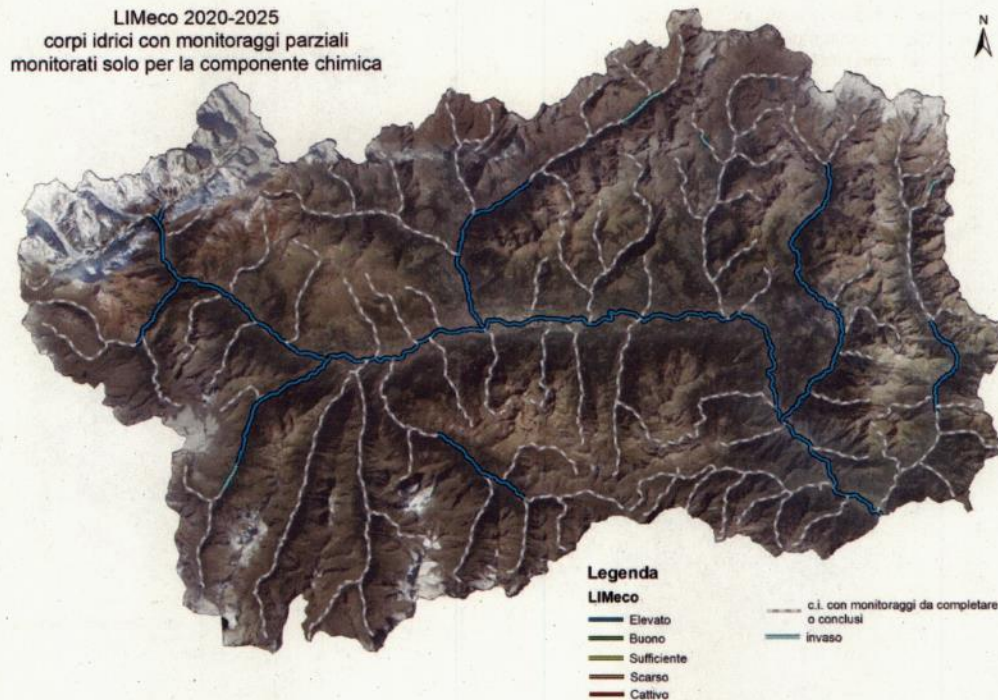 LIMeco 2020-2025
corpi idrici con monitoraggi parziali
monitorati solo per la componente chimica
N
Legenda
LIMeco
Elevato
Buono
Sufficiente
Scarso
Cattivo
c.i. con monitoraggi da completare
o conclusi
invaso